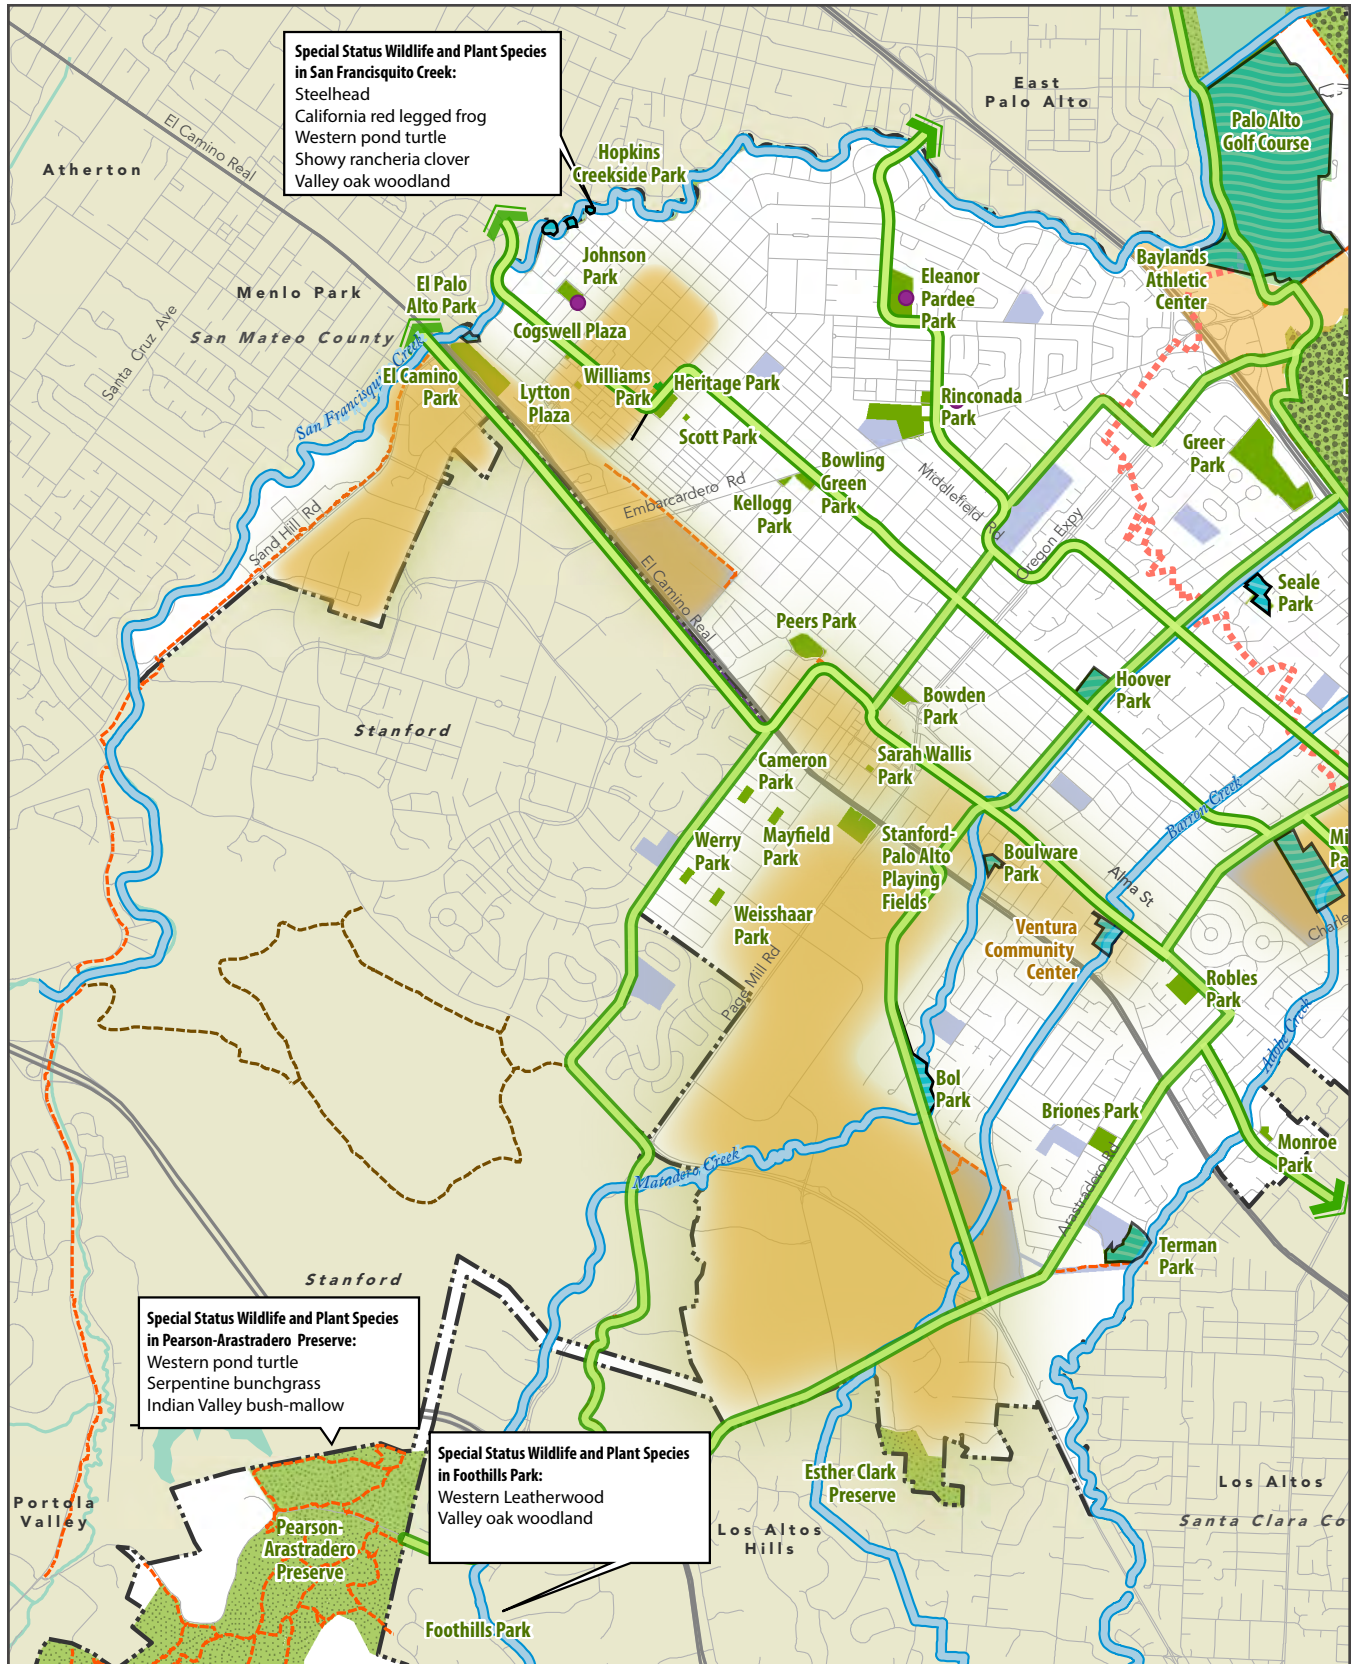 Special Status Wildlife and Plant Species
in San Francisquito Creek:
Steelhead
California red legged frog
Western pond turtle
Showy rancheria clover
Valley oak woodland
East
Palo Alto
Palo Alto
Golf Course
El Camino Real
Atherton
Hopkins
Creekside Park
Johnson
Park
Eleanor
Pardee
Park
Baylands
Athletic
Center
Menlo Park
El Palo
Alto Park
San Mateo County
Santa Cruz Ave
Cogswell Plaza
San Francisquito Creek
El Camino
Park
Lytton
Plaza
Williams
Park
Heritage Park
Scott Park
Rinconada
Park
Greer
Park
Bowling
Green
Park
Kellogg
Park
Embarcadero Rd
Middlefield Rd
Oregon Expy
Sand Hill Rd
El Camino Real
Seale
Park
Peers Park
Hoover
Park
Bowden
Park
Stanford
Sarah Wallis
Park
Cameron
Park
Barron Creek
Werry
Park
Mayfield
Park
Stanford-
Palo Alto
Playing
Fields
Boulware
Park
Mi
Pa
Alma St
Weisshaar
Park
Ventura
Community
Center
Charle
Page Mill Rd
Robles
Park
Adobe Creek
Bol
Park
Briones Park
Monroe
Park
Matadero Creek
Arastradero Rd
Terman
Park
Stanford
Special Status Wildlife and Plant Species
in Pearson-Arastradero Preserve:
Western pond turtle
Serpentine bunchgrass
Indian Valley bush-mallow
Special Status Wildlife and Plant Species
in Foothills Park:
Western Leatherwood
Valley oak woodland
Esther Clark
Preserve
Los Altos
Santa Clara Co
Portola
Valley
Pearson-
Arastradero
Preserve
Los Altos
Hills
Foothills Park